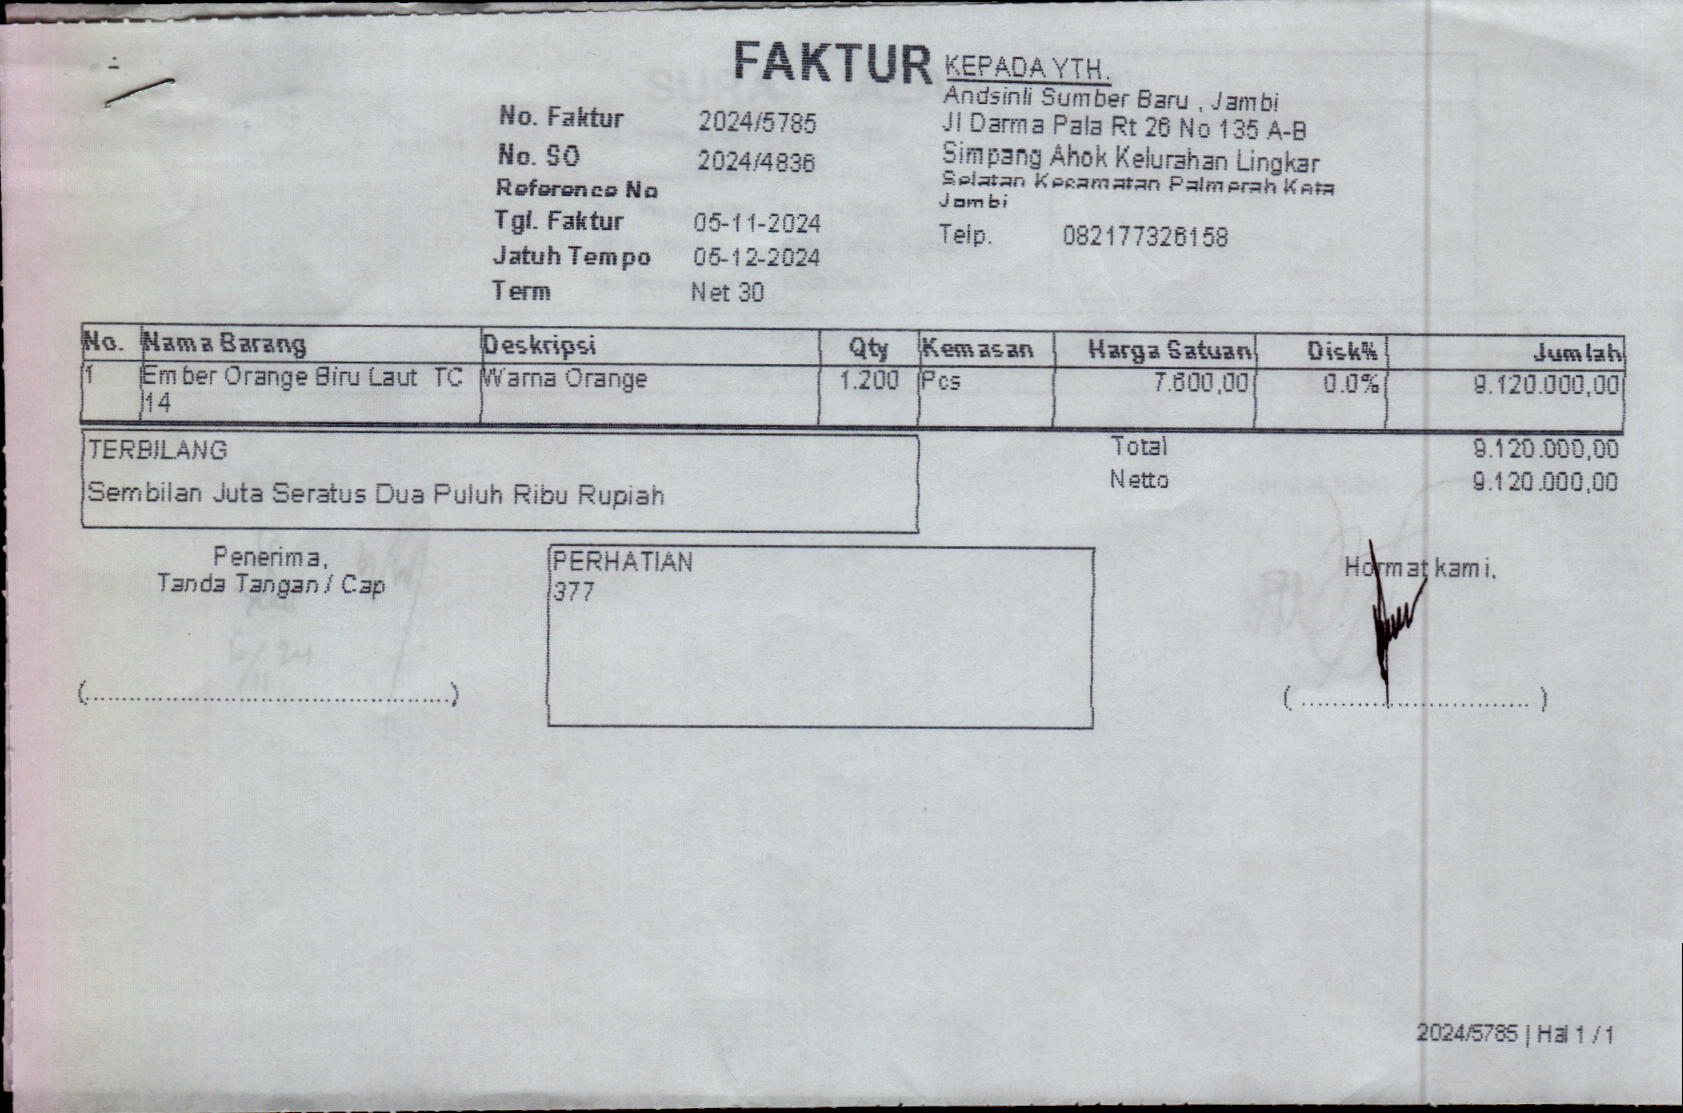 FAKTUR
No. Faktur 2024/5785
No. SO 2024/4836
Reference No
Tgl. Faktur 05-11-2024
Jatuh Tempo 05-12-2024
Term Net 30
KEPADA YTH.
Andsinli Sumber Baru , Jambi
Jl Darma Pala Rt 26 No 135 A-B
Simpang Ahok Kelurahan Lingkar
Selatan Kecamatan Palmerah Kota
Jambi
Telp. 082177326158
No. Nama Barang Deskripsi Qty Kemasan Harga Satuan Disk% Jumlah
1 Ember Orange Biru Laut TC Warna Orange 1.200 Pcs 7.600,00 0.0% 9.120.000,00
14
TERBILANG
Sembilan Juta Seratus Dua Puluh Ribu Rupiah
Total 9.120.000,00
Netto 9.120.000,00
Penerima,
Tanda Tangan / Cap
(..............................................)
PERHATIAN
377
Hormat kami,
( .............................. )
2024/5785 | Hal 1 / 1